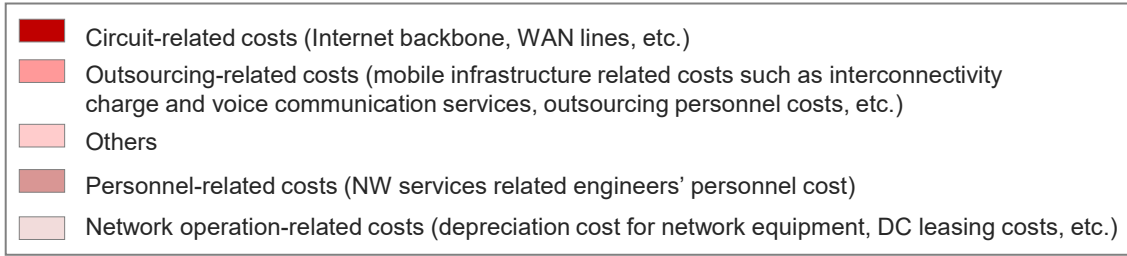 Circuit-related costs (Internet backbone, WAN lines, etc.)
Outsourcing-related costs (mobile infrastructure related costs such as interconnectivity
charge and voice communication services, outsourcing personnel costs, etc.)
Others
Personnel-related costs (NW services related engineers’ personnel cost)
Network operation-related costs (depreciation cost for network equipment, DC leasing costs, etc.)